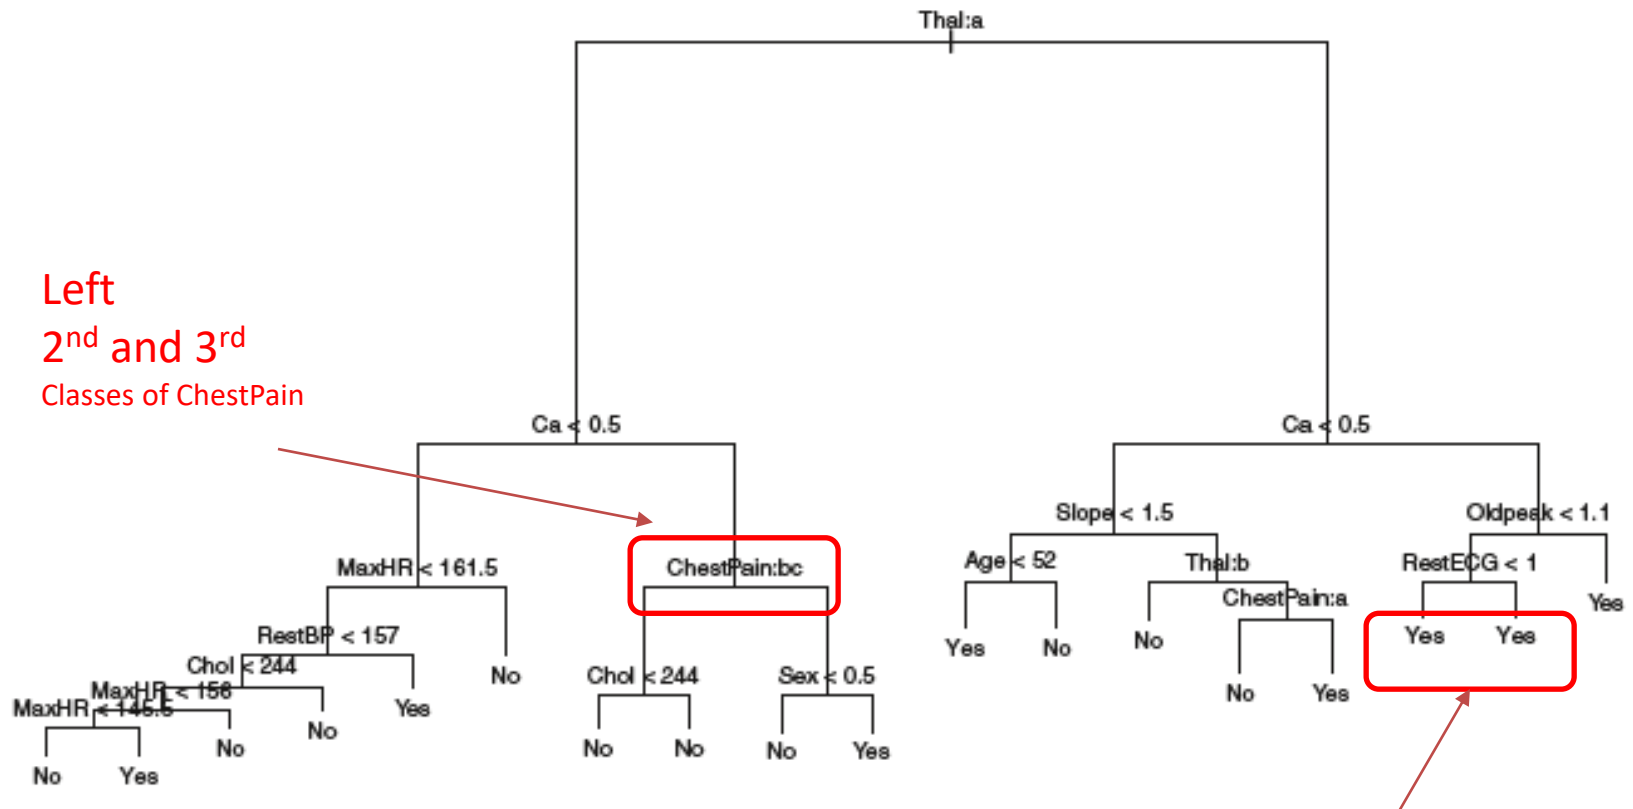 Thal:a
Left
2nd and 3rd
Classes of ChestPain
Ca < 0.5
Ca < 0.5
Slope < 1.5
Oldpeak < 1.1
MaxHR < 161.5
ChestPain:bc
Age < 52
Thal:b
RestECG < 1
ChestPain:a
Yes
RestBP < 157
Yes
No
No
Yes
Yes
Chol < 244
No
Chol < 244
Sex < 0.5
MaxHR < 156
No
Yes
MaxHR < 145.5
Yes
No
No
No
No
No
Yes
No
Yes